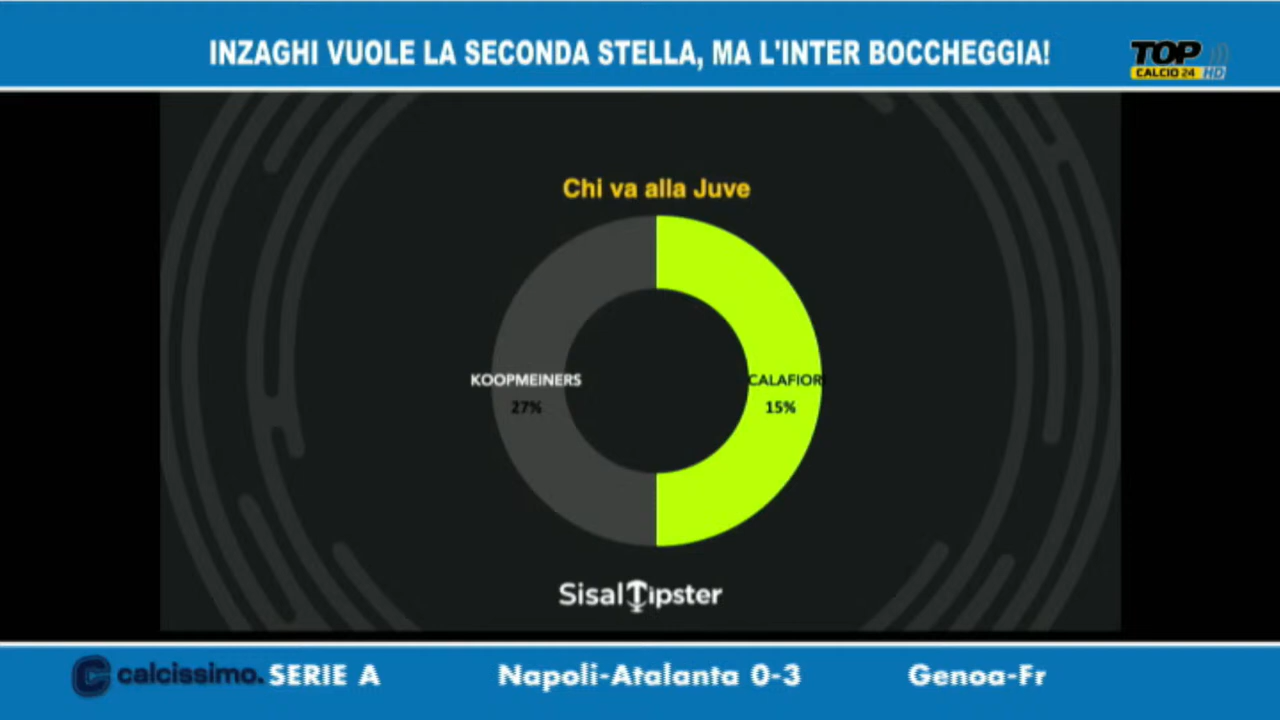 INZAGHI VUOLE LA SECONDA STELLA, MA L'INTER BOCCHEGGIA!
TOP
CALCIO 24 HD
Chi va alla Juve
KOOPMEINERS
27%
CALAFIORI
15%
SisalTipster
calcissimo. SERIE A Napoli-Atalanta 0-3 Genoa-Fr